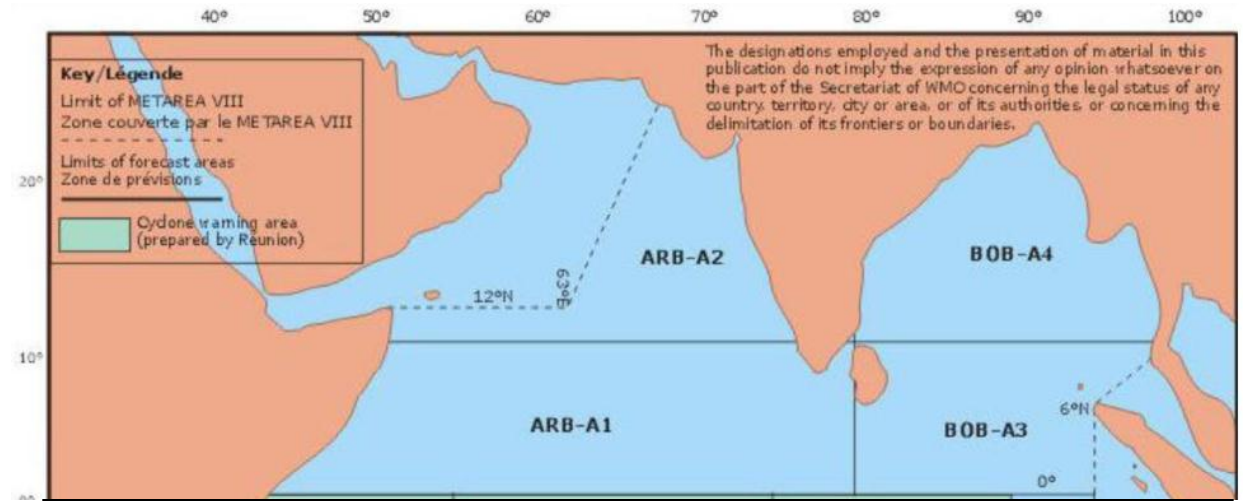 40°
50°
60°
70°
80°
90°
100°
Key/Légende
Limit of METAREA VIII
Zone couverte par le METAREA VIII
Limits of forecast areas
Zone de prévisions
Cyclone warning area
(prepared by Réunion)
The designations employed and the presentation of material in this
publication do not imply the expression of any opinion whatsoever on
the part of the Secretariat of WMO concerning the legal status of any
country, territory, city or area, or of its authorities, or concerning the
delimitation of its frontiers or boundaries.
20°
ARB-A2
BOB-A4
63°E
12°N
10°
6°N
ARB-A1
BOB-A3
0°
0°